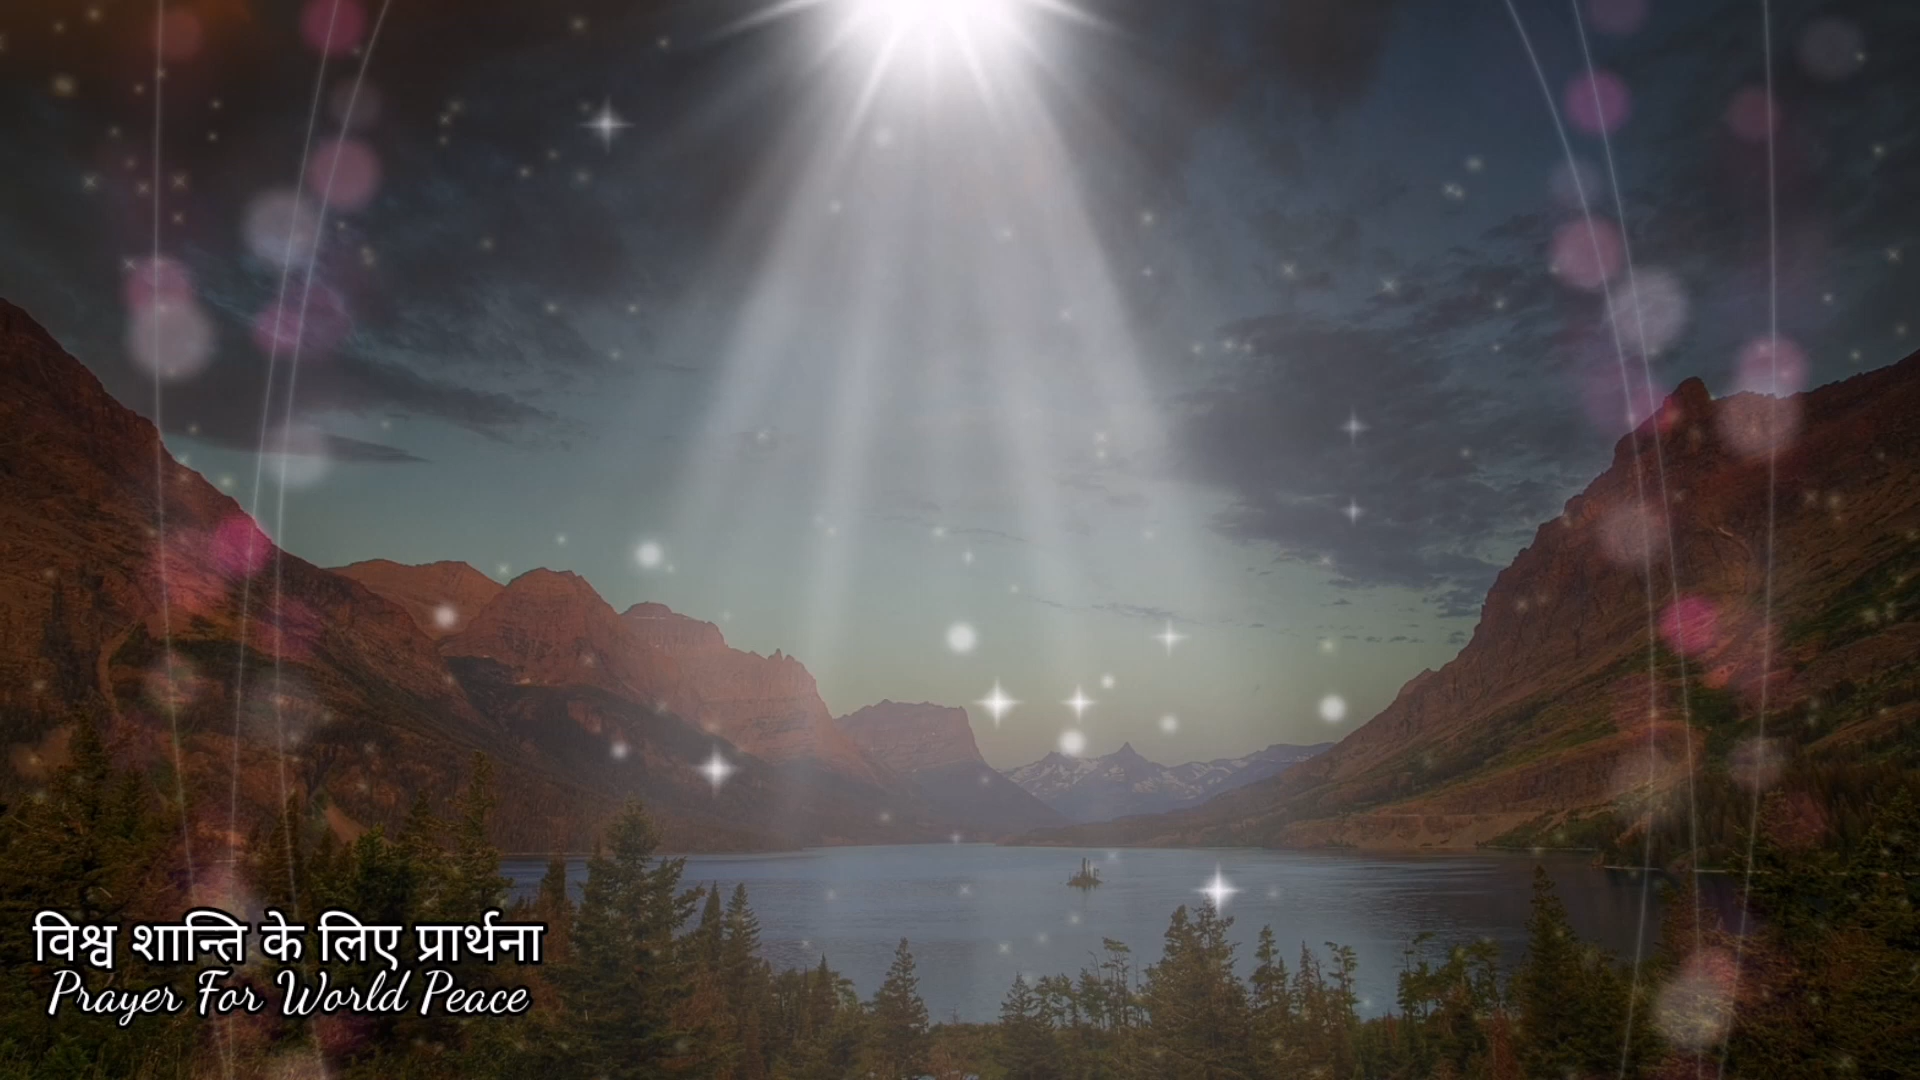 विश्व शान्ति के लिए प्रार्थना
Prayer For World Peace